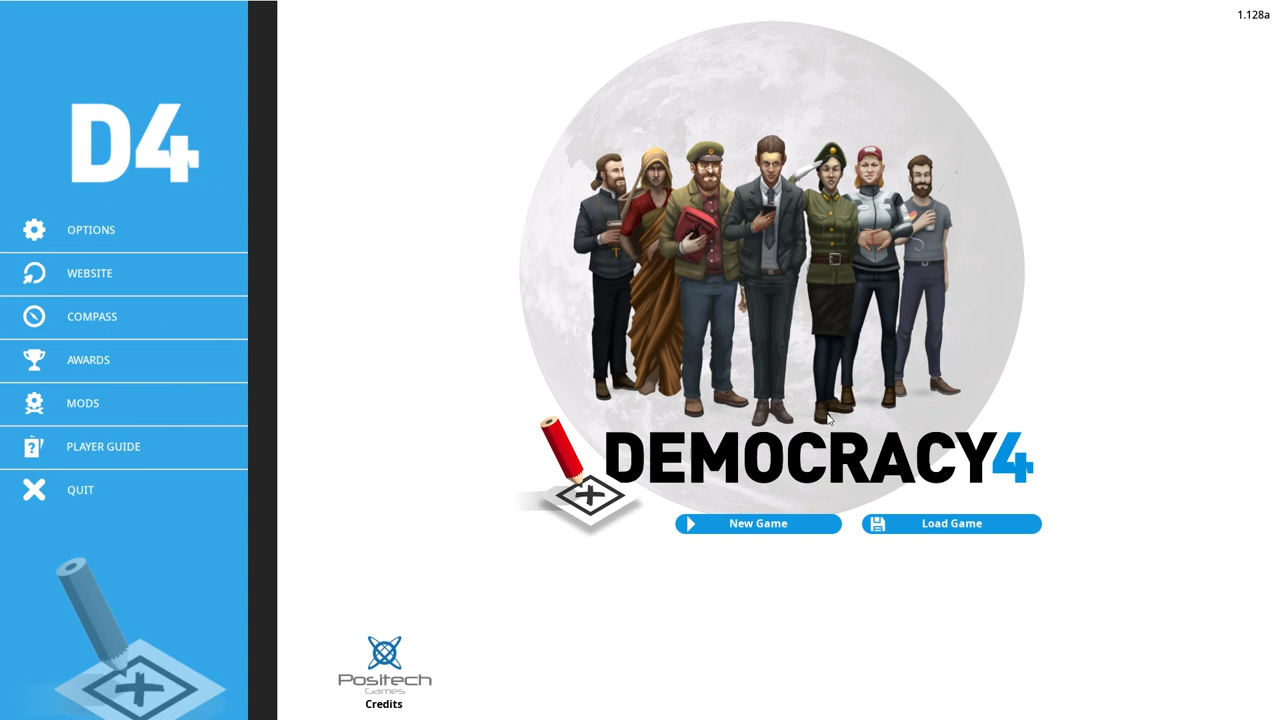 1.128a
D4
OPTIONS
WEBSITE
COMPASS
AWARDS
MODS
PLAYER GUIDE
QUIT
DEMOCRACY4
New Game
Load Game
Positech
Games
Credits